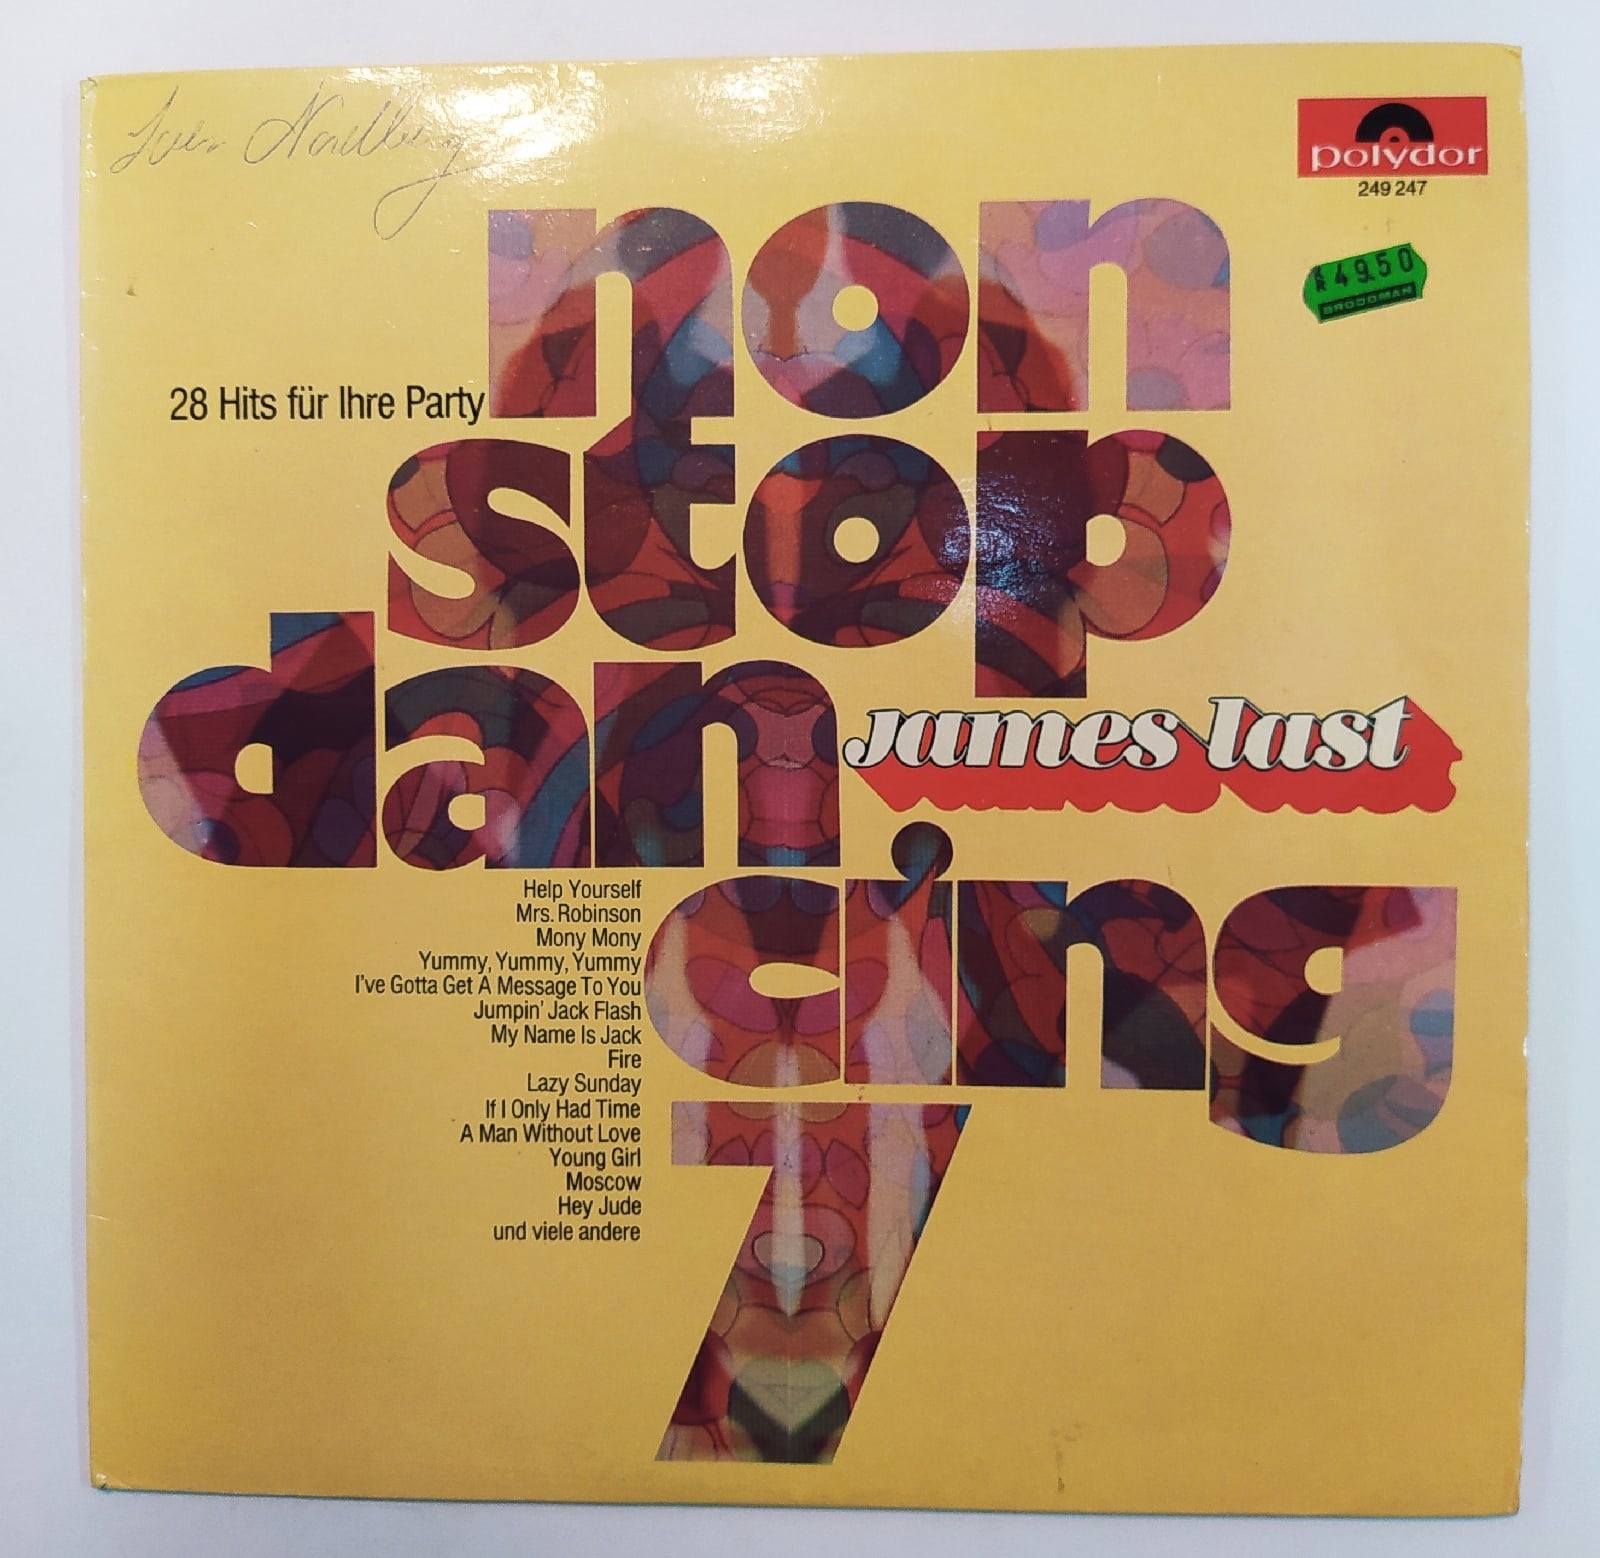 polydor
249 247
49.50
BROODMAN
non
28 Hits für Ihre Party
stop
dan
james last
cing
Help Yourself
Mrs. Robinson
Mony Mony
Yummy, Yummy, Yummy
I've Gotta Get A Message To You
Jumpin' Jack Flash
My Name Is Jack
Fire
Lazy Sunday
If I Only Had Time
A Man Without Love
Young Girl
Moscow
Hey Jude
und viele andere
7